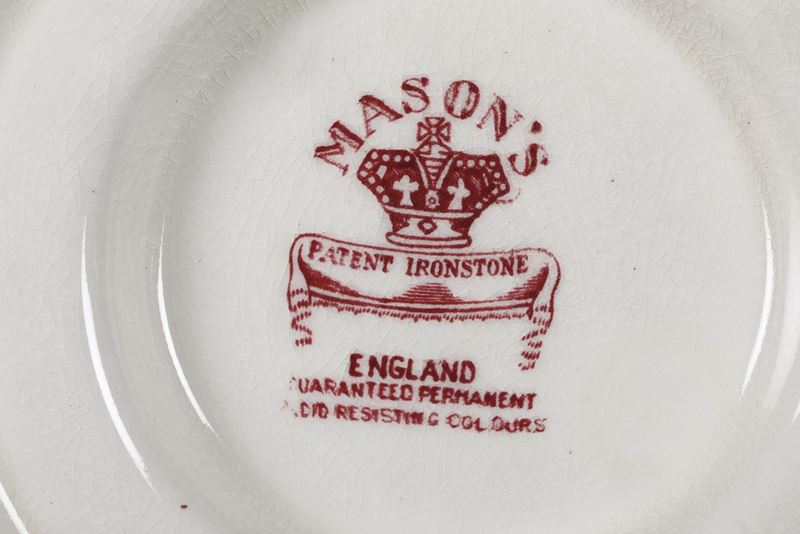 MASON'S
PATENT IRONSTONE
ENGLAND
GUARANTEED PERMANENT
ACID RESISTING COLOURS